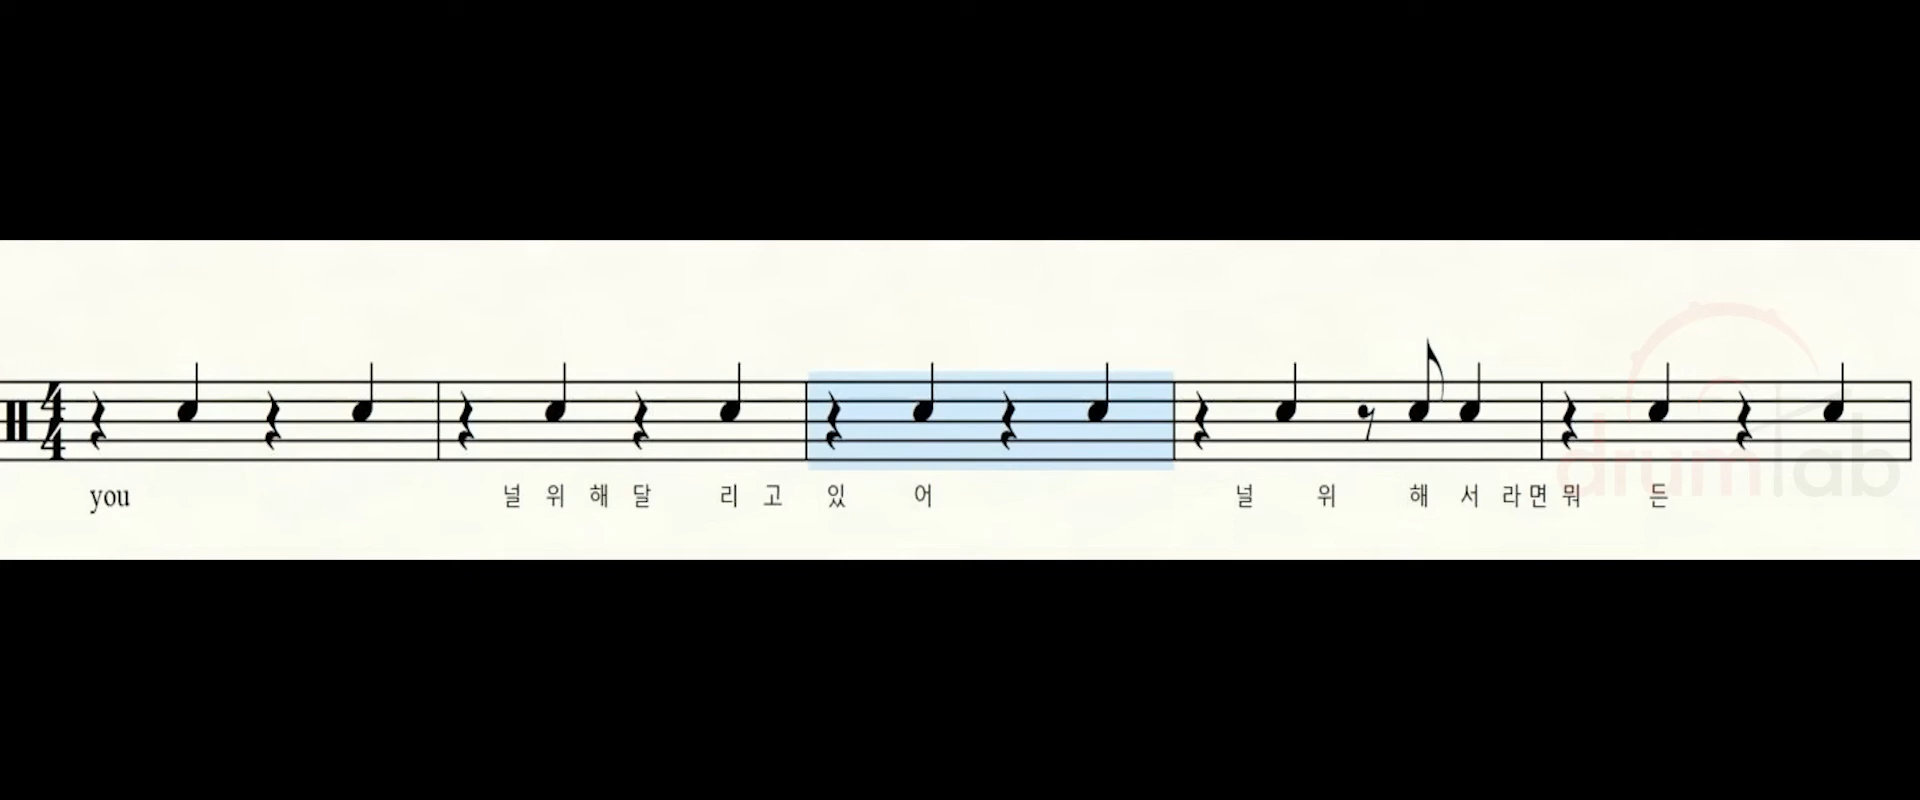 you 널 위 해 달 리 고 있 어 널 위 해 서 라 면 뭐 든
drumlab